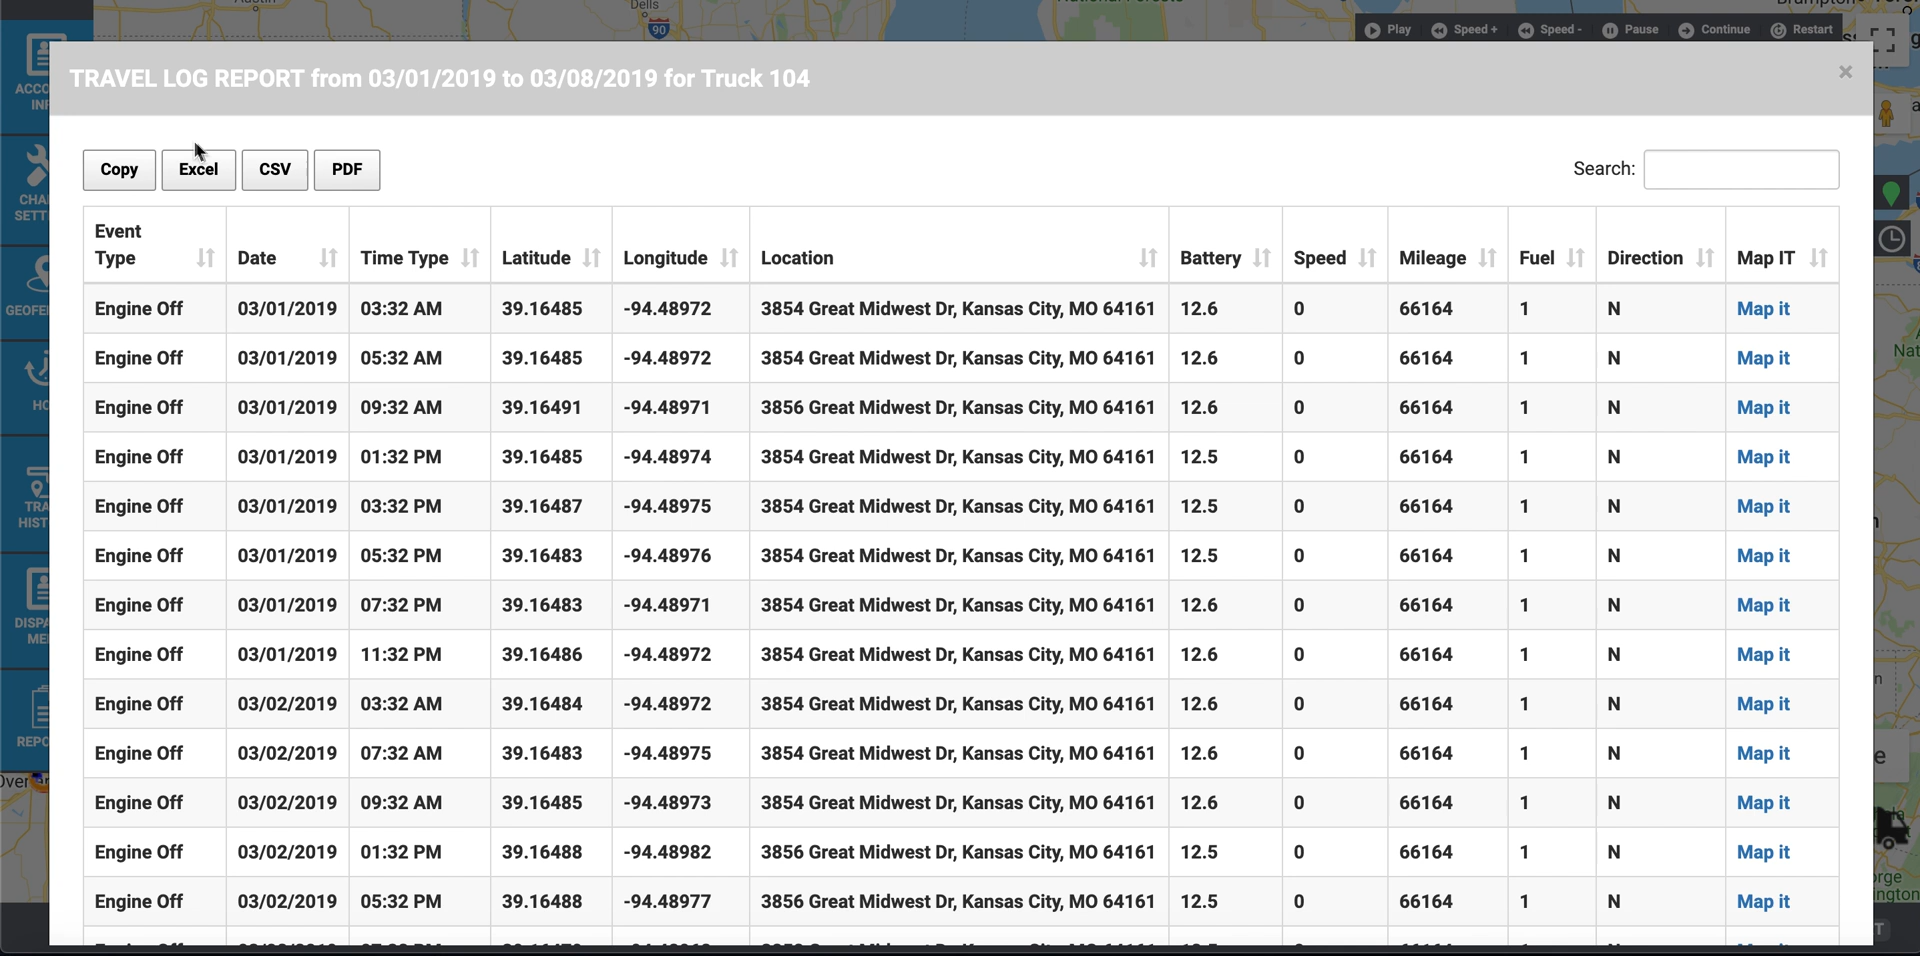 Austin
Dells
National Forests
90
Play Speed + Speed - Pause Continue Restart
TRAVEL LOG REPORT from 03/01/2019 to 03/08/2019 for Truck 104
×
Copy Excel CSV PDF Search:
Event Type Date Time Type Latitude Longitude Location Battery Speed Mileage Fuel Direction Map IT
Engine Off 03/01/2019 03:32 AM 39.16485 -94.48972 3854 Great Midwest Dr, Kansas City, MO 64161 12.6 0 66164 1 N Map it
Engine Off 03/01/2019 05:32 AM 39.16485 -94.48972 3854 Great Midwest Dr, Kansas City, MO 64161 12.6 0 66164 1 N Map it
Engine Off 03/01/2019 09:32 AM 39.16491 -94.48971 3856 Great Midwest Dr, Kansas City, MO 64161 12.6 0 66164 1 N Map it
Engine Off 03/01/2019 01:32 PM 39.16485 -94.48974 3854 Great Midwest Dr, Kansas City, MO 64161 12.5 0 66164 1 N Map it
Engine Off 03/01/2019 03:32 PM 39.16487 -94.48975 3854 Great Midwest Dr, Kansas City, MO 64161 12.5 0 66164 1 N Map it
Engine Off 03/01/2019 05:32 PM 39.16483 -94.48976 3854 Great Midwest Dr, Kansas City, MO 64161 12.5 0 66164 1 N Map it
Engine Off 03/01/2019 07:32 PM 39.16483 -94.48971 3854 Great Midwest Dr, Kansas City, MO 64161 12.6 0 66164 1 N Map it
Engine Off 03/01/2019 11:32 PM 39.16486 -94.48972 3854 Great Midwest Dr, Kansas City, MO 64161 12.6 0 66164 1 N Map it
Engine Off 03/02/2019 03:32 AM 39.16484 -94.48972 3854 Great Midwest Dr, Kansas City, MO 64161 12.6 0 66164 1 N Map it
Engine Off 03/02/2019 07:32 AM 39.16483 -94.48975 3854 Great Midwest Dr, Kansas City, MO 64161 12.6 0 66164 1 N Map it
Engine Off 03/02/2019 09:32 AM 39.16485 -94.48973 3854 Great Midwest Dr, Kansas City, MO 64161 12.6 0 66164 1 N Map it
Engine Off 03/02/2019 01:32 PM 39.16488 -94.48982 3856 Great Midwest Dr, Kansas City, MO 64161 12.5 0 66164 1 N Map it
Engine Off 03/02/2019 05:32 PM 39.16488 -94.48977 3856 Great Midwest Dr, Kansas City, MO 64161 12.5 0 66164 1 N Map it